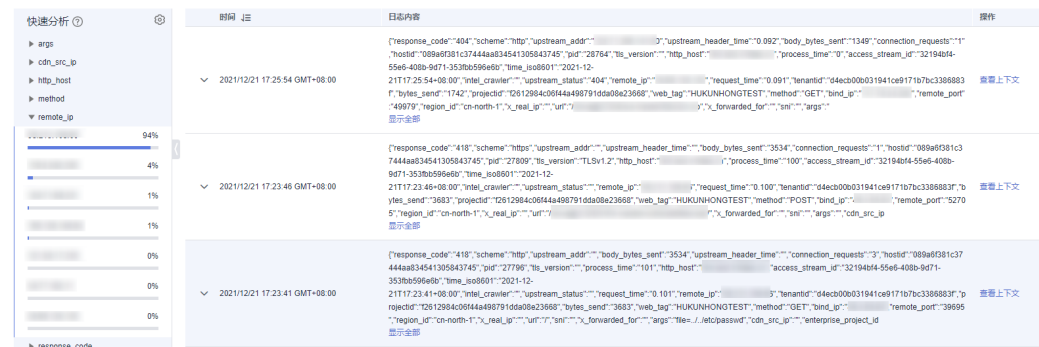 快速分析
时间
日志内容
操作
args
cdn_src_ip
http_host
method
remote_ip
94%
4%
1%
1%
0%
0%
0%
response_code
{"response_code":"404","scheme":"http","upstream_addr":" 0","upstream_header_time":"0.092","body_bytes_sent":"1349","connection_requests":"1"
,"hostid":"089a6f381c37444aa834541305843745","pid":"28764","tls_version":"","http_host":" ","process_time":"0","access_stream_id":"32194bf4-
55e6-408b-9d71-353fbb596e6b","time_iso8601":"2021-12-
2021/12/21 17:25:54 GMT+08:00
21T17:25:54+08:00","intel_crawler":"","upstream_status":"404","remote_ip":" ","request_time":"0.091","tenantid":"d4ecb00b031941ce9171b7bc3386883
查看上下文
f","bytes_send":"1742","projectid":"f2612984c06f44a498791dda08e23668","web_tag":"HUKUNHONGTEST","method":"GET","bind_ip":" ","remote_port"
:"49979","region_id":"cn-north-1","x_real_ip":"","url":"/ ","x_forwarded_for":"","sni":"","args":"
显示全部
{"response_code":"418","scheme":"https","upstream_addr":"","upstream_header_time":"","body_bytes_sent":"3534","connection_requests":"1","hostid":"089a6f381c3
7444aa834541305843745","pid":"27809","tls_version":"TLSv1.2","http_host":" ","process_time":"100","access_stream_id":"32194bf4-55e6-408b-
9d71-353fbb596e6b","time_iso8601":"2021-12-
2021/12/21 17:23:46 GMT+08:00
21T17:23:46+08:00","intel_crawler":"","upstream_status":"","remote_ip":" ","request_time":"0.100","tenantid":"d4ecb00b031941ce9171b7bc3386883f","b
查看上下文
ytes_send":"3683","projectid":"f2612984c06f44a498791dda08e23668","web_tag":"HUKUNHONGTEST","method":"POST","bind_ip":" ","remote_port":"5270
5","region_id":"cn-north-1","x_real_ip":"","url":"/ ","x_forwarded_for":"","sni":"","args":"","cdn_src_ip
显示全部
{"response_code":"418","scheme":"http","upstream_addr":"","body_bytes_sent":"3534","upstream_header_time":"","connection_requests":"3","hostid":"089a6f381c37
444aa834541305843745","pid":"27796","tls_version":"","process_time":"101","http_host":" "access_stream_id":"32194bf4-55e6-408b-9d71-
353fbb596e6b","time_iso8601":"2021-12-
2021/12/21 17:23:41 GMT+08:00
21T17:23:41+08:00","intel_crawler":"","upstream_status":"","request_time":"0.101","remote_ip":" ","tenantid":"d4ecb00b031941ce9171b7bc3386883f","p
查看上下文
rojectid":"f2612984c06f44a498791dda08e23668","bytes_send":"3683","web_tag":"HUKUNHONGTEST","method":"GET","bind_ip":" "remote_port":"39695
","region_id":"cn-north-1","x_real_ip":"","url":"/","sni":"","x_forwarded_for":"","args":"file=../../etc/passwd","cdn_src_ip":"","enterprise_project_id
显示全部